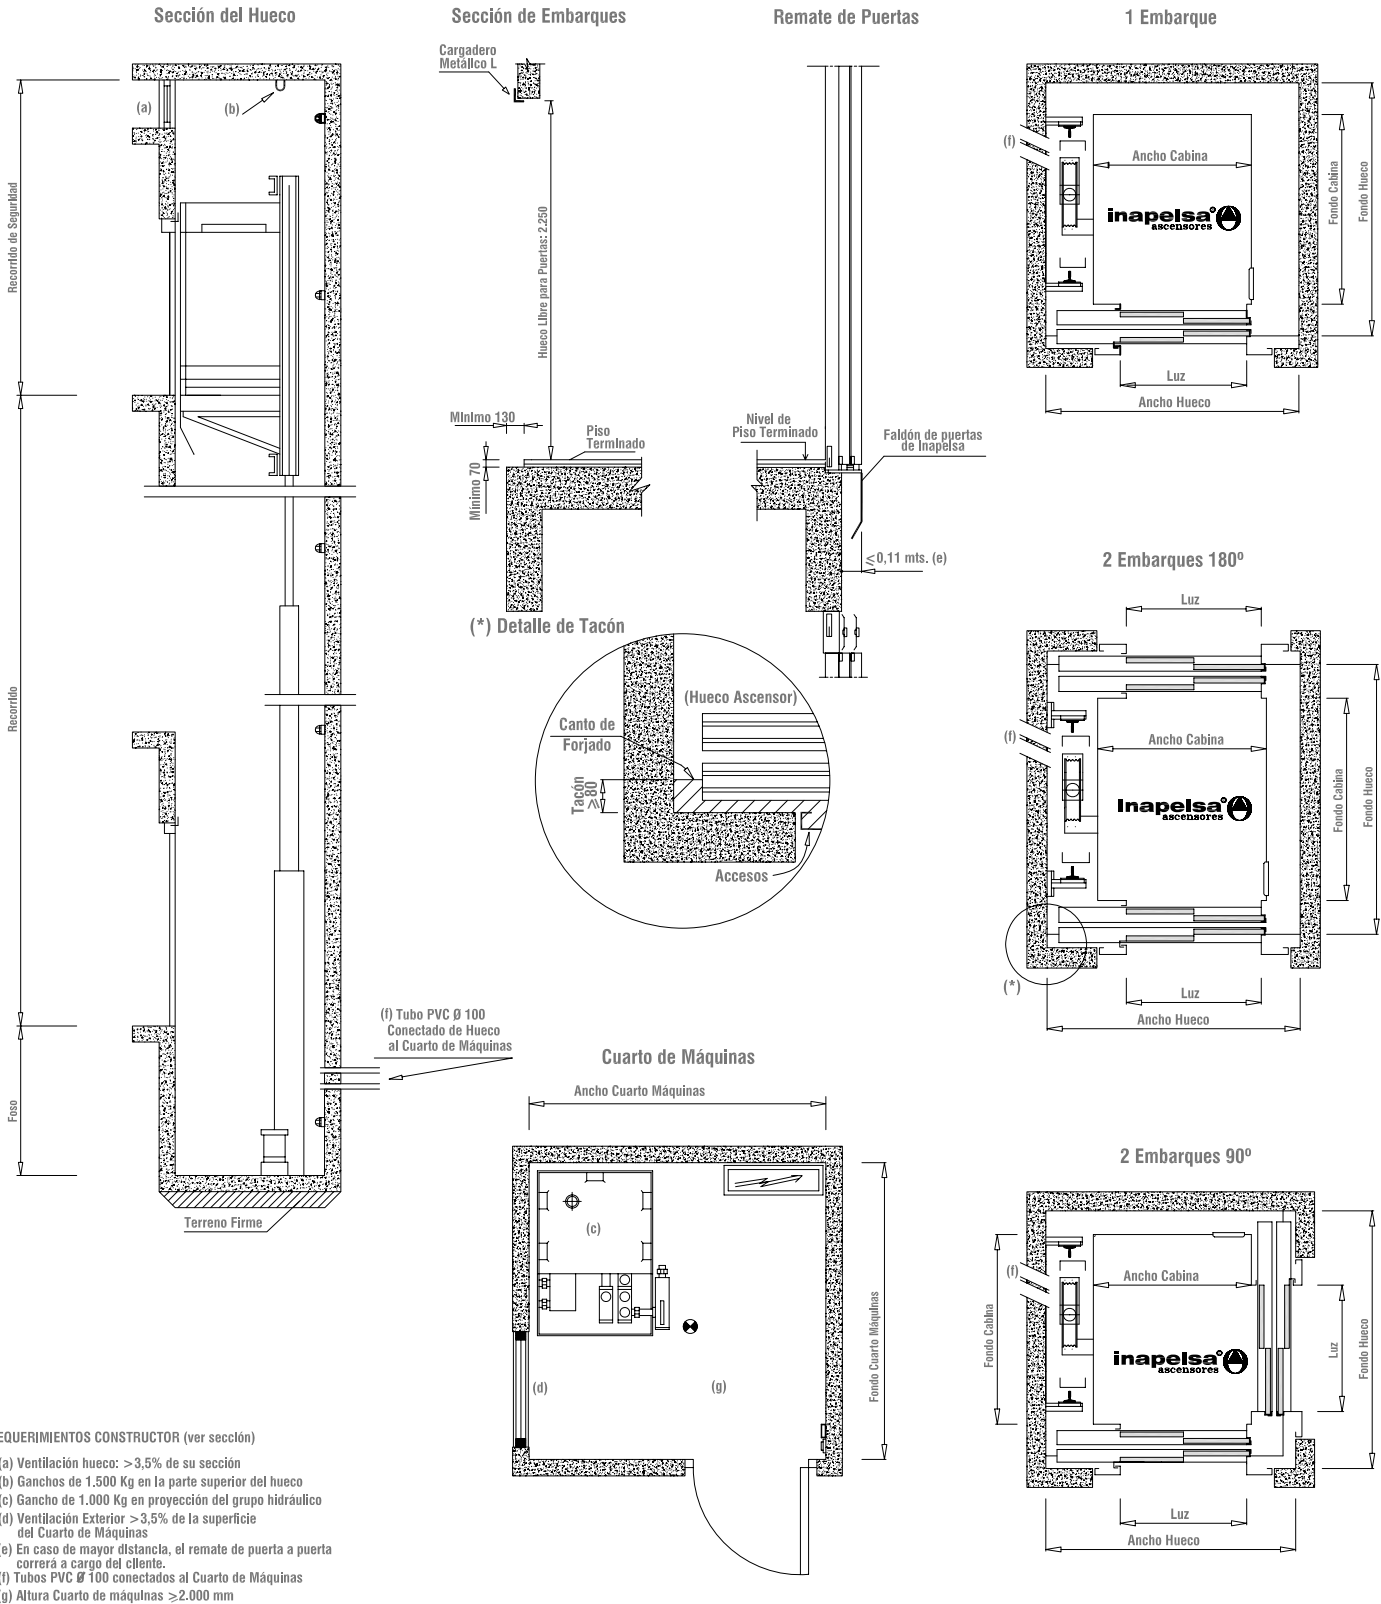 Sección del Hueco
Sección de Embarques
Remate de Puertas
1 Embarque
Cargadero
Metálico L
(a)
(b)
Recorrido de Seguridad
Hueco Libre para Puertas: 2.250
(f)
Ancho Cabina
Fondo Cabina
Fondo Hueco
inapelsa
ascensores
Luz
Ancho Hueco
Mínimo 130
Piso
Terminado
Mínimo 70
Nivel de
Piso Terminado
Faldón de puertas
de Inapelsa
≤0,11 mts. (e)
2 Embarques 180º
Luz
(*) Detalle de Tacón
(Hueco Ascensor)
Canto de
Forjado
Tacón
≥80
Accesos
Recorrido
(f)
Ancho Cabina
Fondo Cabina
Fondo Hueco
Inapelsa
ascensores
(*)
Luz
Ancho Hueco
(f) Tubo PVC Ø 100
Conectado de Hueco
al Cuarto de Máquinas
Foso
Terreno Firme
Cuarto de Máquinas
Ancho Cuarto Máquinas
(c)
(d)
(g)
Fondo Cuarto Máquinas
2 Embarques 90º
(f)
Ancho Cabina
Fondo Cabina
Luz
Fondo Hueco
inapelsa
ascensores
Luz
Ancho Hueco
EQUERIMIENTOS CONSTRUCTOR (ver sección)
(a) Ventilación hueco: >3,5% de su sección
(b) Ganchos de 1.500 Kg en la parte superior del hueco
(c) Gancho de 1.000 Kg en proyección del grupo hidráulico
(d) Ventilación Exterior >3,5% de la superficie
del Cuarto de Máquinas
(e) En caso de mayor distancia, el remate de puerta a puerta
correrá a cargo del cliente.
(f) Tubos PVC Ø 100 conectados al Cuarto de Máquinas
(g) Altura Cuarto de máquinas ≥2.000 mm